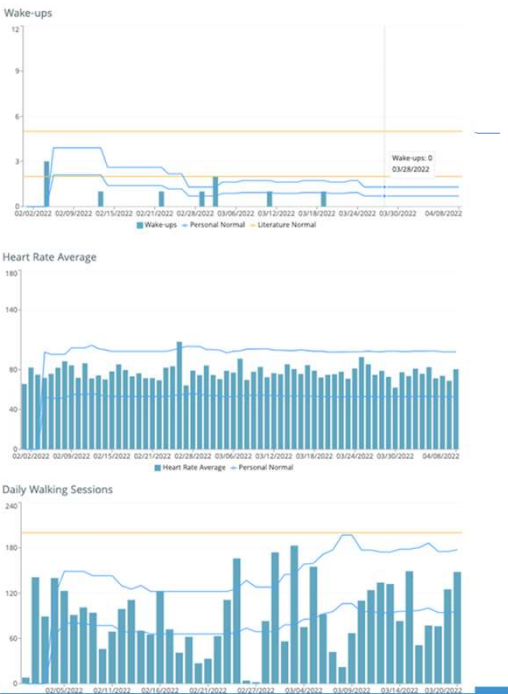 Wake-ups
12
9
6
3
0
Wake-ups: 0
03/28/2022
02/02/2022 02/09/2022 02/15/2022 02/21/2022 02/28/2022 03/06/2022 03/12/2022 03/18/2022 03/24/2022 03/30/2022 04/08/2022
Wake-ups Personal Normal Literature Normal
Heart Rate Average
180
140
80
40
0
02/02/2022 02/09/2022 02/15/2022 02/21/2022 02/28/2022 03/06/2022 03/12/2022 03/18/2022 03/24/2022 03/30/2022 04/08/2022
Heart Rate Average Personal Normal
Daily Walking Sessions
240
180
120
60
0
02/05/2022 02/11/2022 02/16/2022 02/21/2022 02/27/2022 03/04/2022 03/09/2022 03/14/2022 03/20/2022